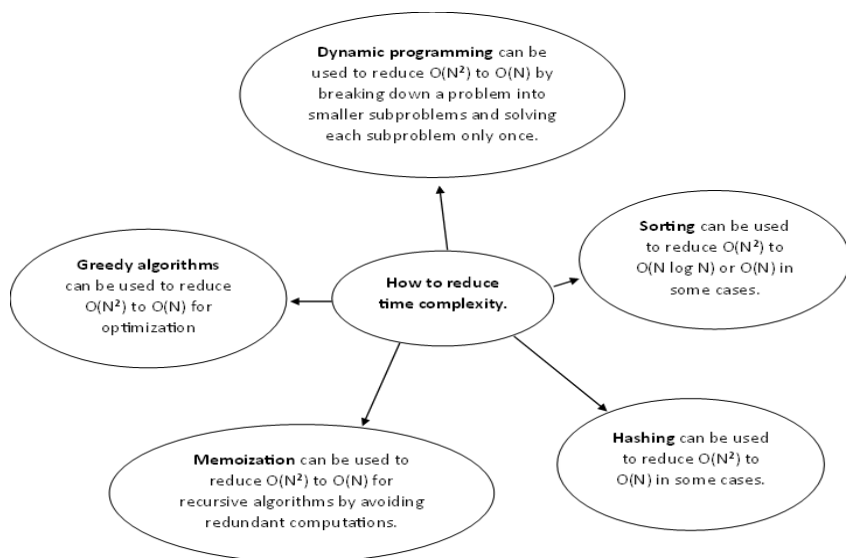 Dynamic programming can be
used to reduce O(N²) to O(N) by
breaking down a problem into
smaller subproblems and solving
each subproblem only once.
Sorting can be used
to reduce O(N²) to
O(N log N) or O(N) in
some cases.
Greedy algorithms
can be used to reduce
O(N²) to O(N) for
optimization
How to reduce
time complexity.
Hashing can be used
to reduce O(N²) to
O(N) in some cases.
Memoization can be used to
reduce O(N²) to O(N) for
recursive algorithms by avoiding
redundant computations.